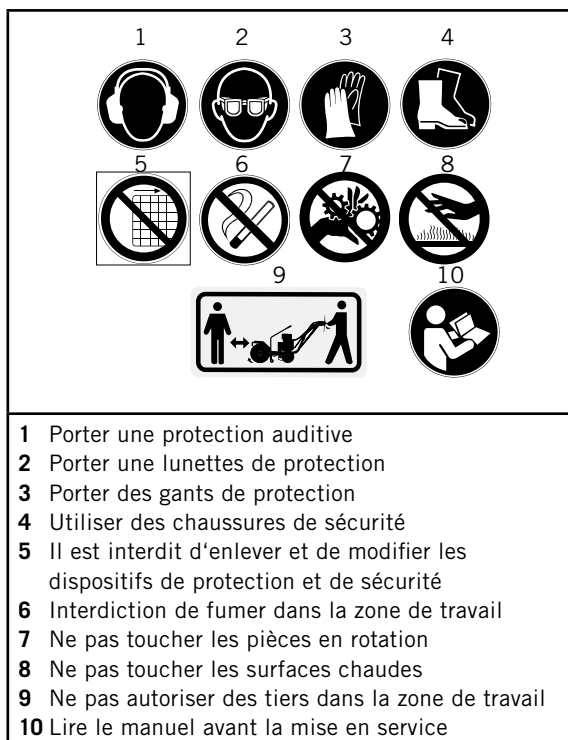 1 2 3 4
5 6 7 8
9 10
1 Porter une protection auditive
2 Porter une lunettes de protection
3 Porter des gants de protection
4 Utiliser des chaussures de sécurité
5 Il est interdit d‘enlever et de modifier les
dispositifs de protection et de sécurité
6 Interdiction de fumer dans la zone de travail
7 Ne pas toucher les pièces en rotation
8 Ne pas toucher les surfaces chaudes
9 Ne pas autoriser des tiers dans la zone de travail
10 Lire le manuel avant la mise en service